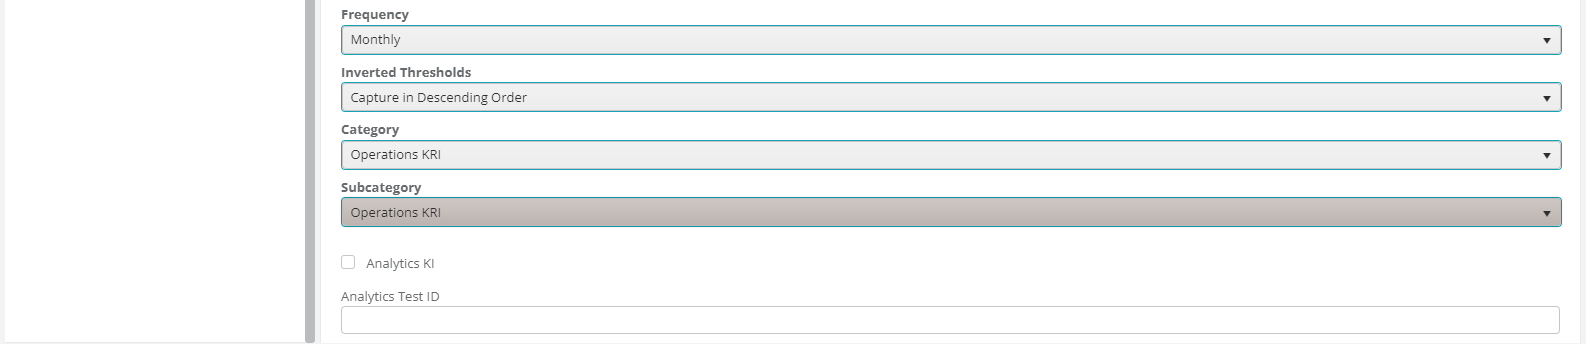 Frequency
Monthly
Inverted Thresholds
Capture in Descending Order
Category
Operations KRI
Subcategory
Operations KRI
Analytics KI
Analytics Test ID